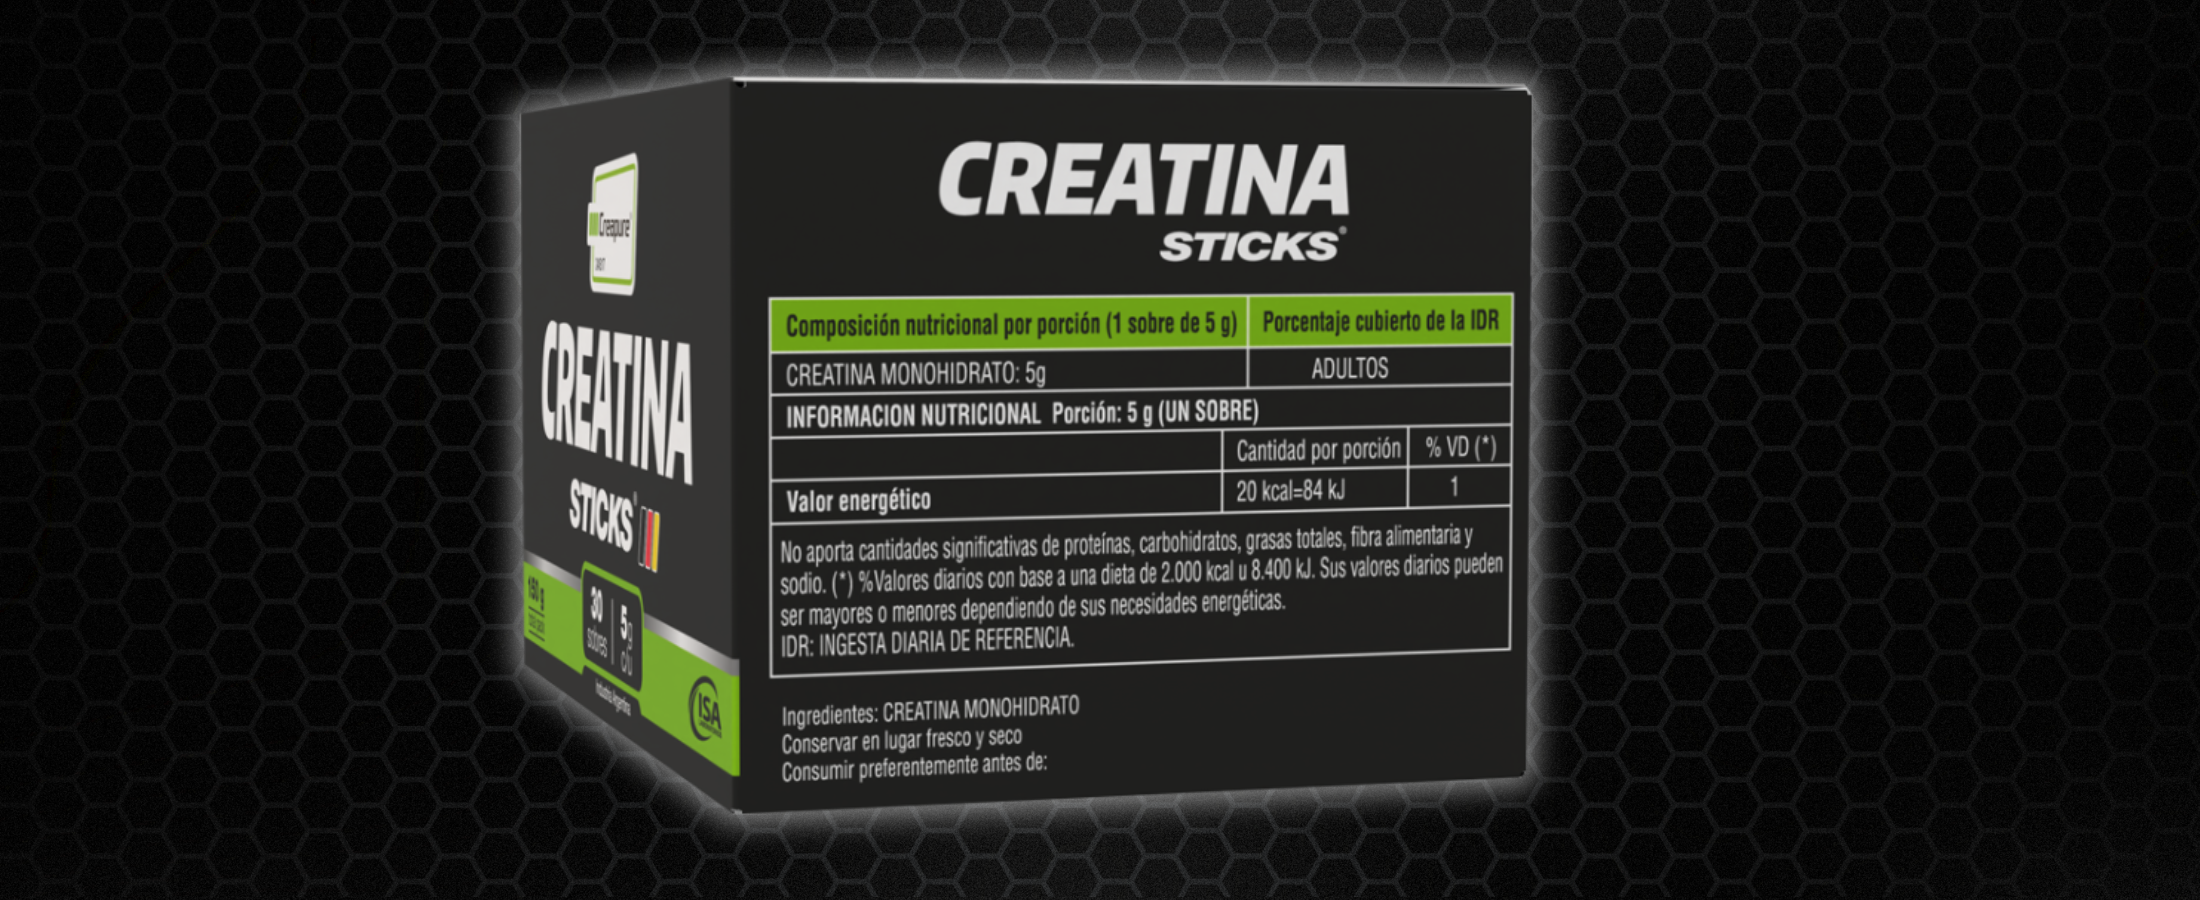 Creapure®
CREATINA
STICKS®
150 g
30
sobres
5g
c/u
Industria Argentina
ISA
CREATINA
STICKS®
Composición nutricional por porción (1 sobre de 5 g) Porcentaje cubierto de la IDR
CREATINA MONOHIDRATO: 5g ADULTOS
INFORMACION NUTRICIONAL Porción: 5 g (UN SOBRE)
Cantidad por porción % VD (*)
Valor energético 20 kcal=84 kJ 1
No aporta cantidades significativas de proteínas, carbohidratos, grasas totales, fibra alimentaria y
sodio. (*) %Valores diarios con base a una dieta de 2.000 kcal u 8.400 kJ. Sus valores diarios pueden
ser mayores o menores dependiendo de sus necesidades energéticas.
IDR: INGESTA DIARIA DE REFERENCIA.
Ingredientes: CREATINA MONOHIDRATO
Conservar en lugar fresco y seco
Consumir preferentemente antes de: